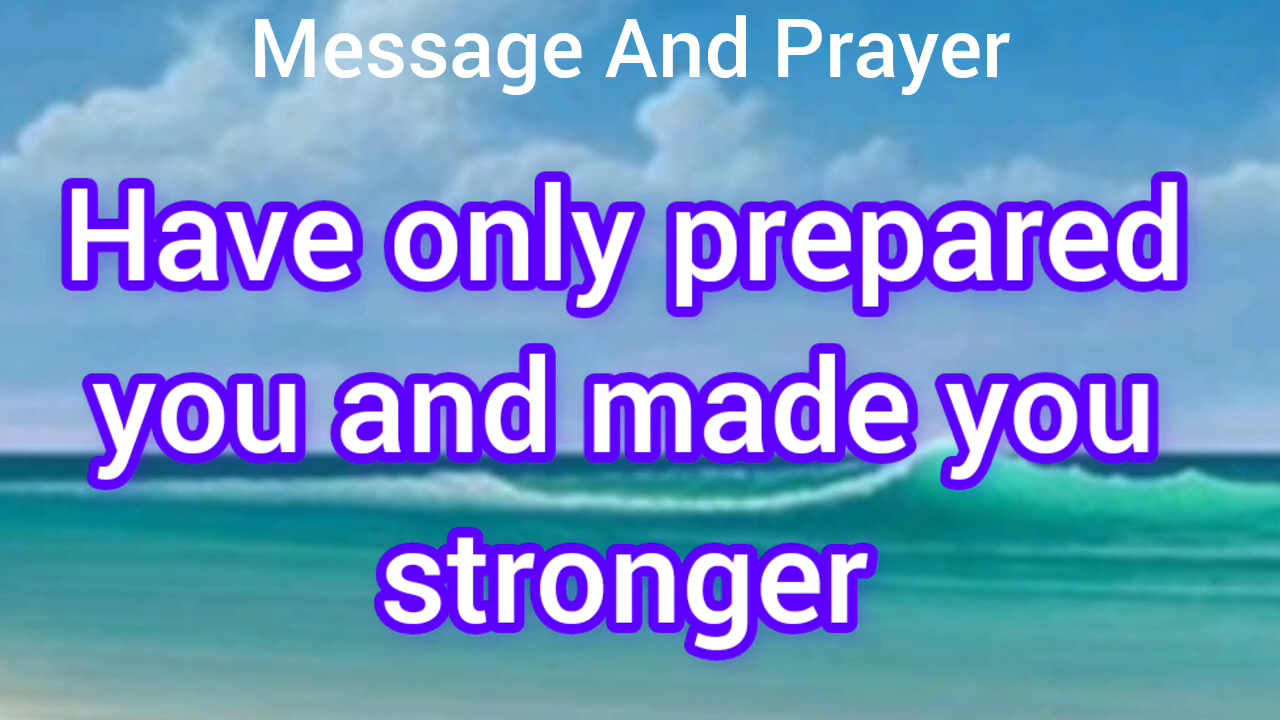 Message And Prayer
Have only prepared
you and made you
stronger